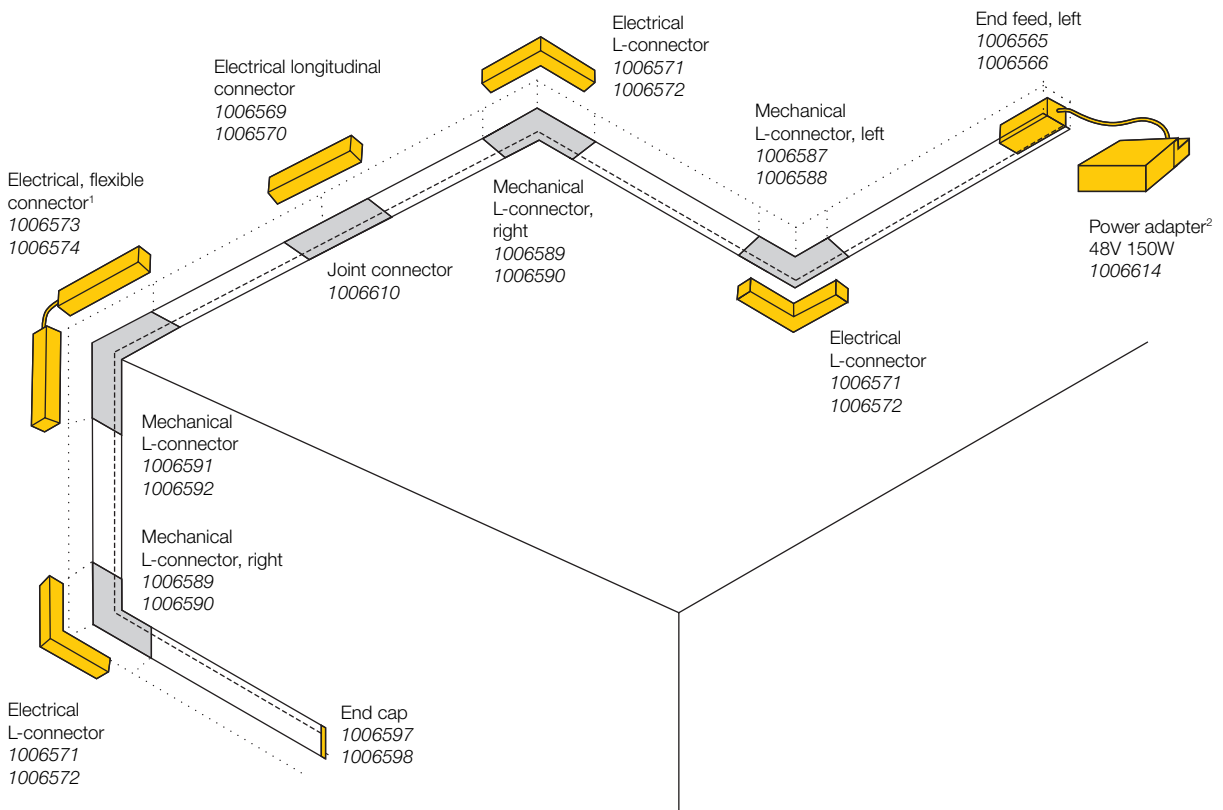 Electrical
L-connector
1006571
1006572
End feed, left
1006565
1006566
Electrical longitudinal
connector
1006569
1006570
Mechanical
L-connector, left
1006587
1006588
Electrical, flexible
connector¹
1006573
1006574
Mechanical
L-connector,
right
1006589
1006590
Power adapter²
48V 150W
1006614
Joint connector
1006610
Electrical
L-connector
1006571
1006572
Mechanical
L-connector
1006591
1006592
Mechanical
L-connector, right
1006589
1006590
Electrical
L-connector
1006571
1006572
End cap
1006597
1006598